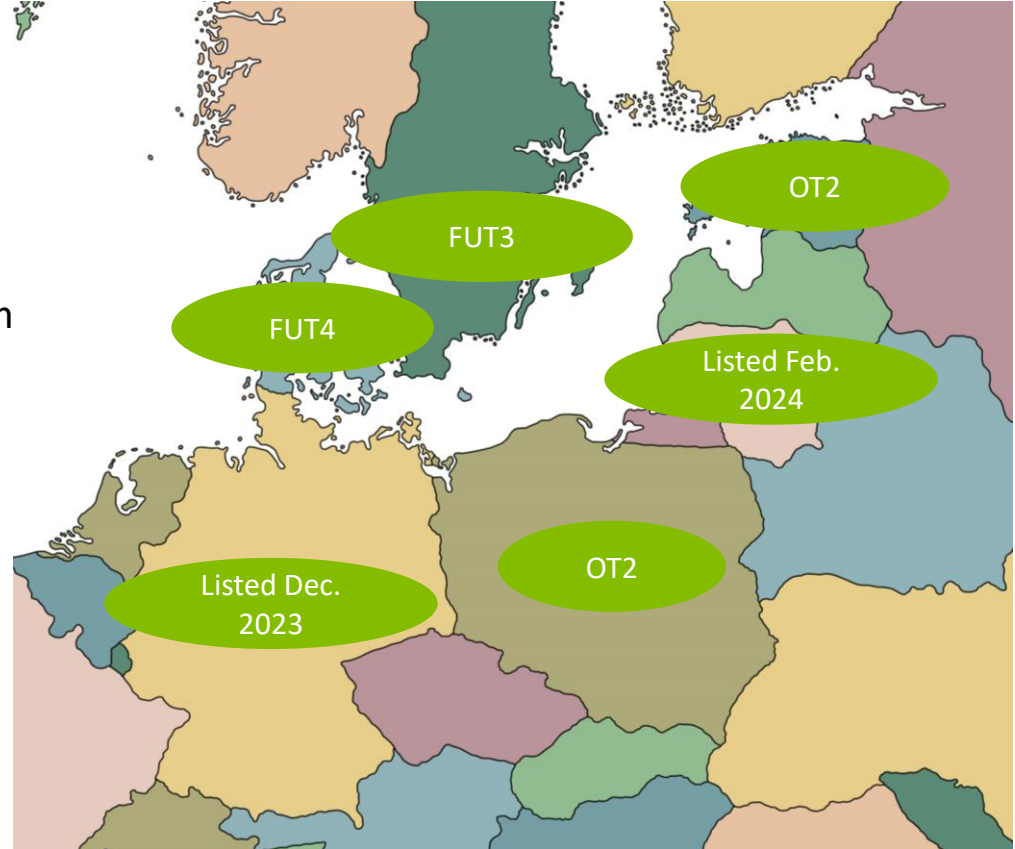 OT2
FUT3
n
FUT4
Listed Feb.
2024
OT2
Listed Dec.
2023